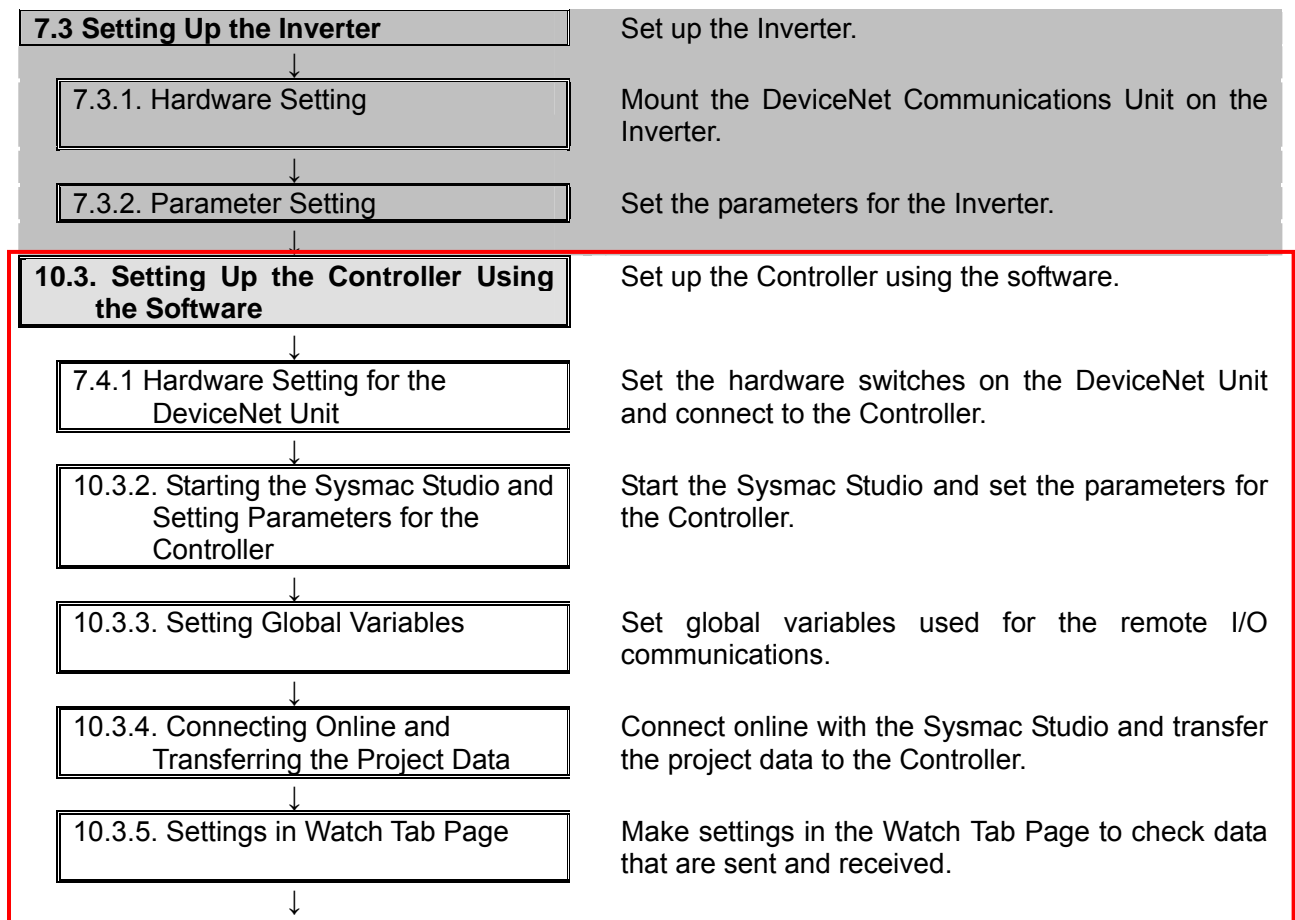 7.3 Setting Up the Inverter Set up the Inverter.
↓
7.3.1. Hardware Setting Mount the DeviceNet Communications Unit on the
Inverter.
↓
7.3.2. Parameter Setting Set the parameters for the Inverter.
↓
10.3. Setting Up the Controller Using Set up the Controller using the software.
the Software
↓
7.4.1 Hardware Setting for the Set the hardware switches on the DeviceNet Unit
DeviceNet Unit and connect to the Controller.
↓
10.3.2. Starting the Sysmac Studio and Start the Sysmac Studio and set the parameters for
Setting Parameters for the the Controller.
Controller
↓
10.3.3. Setting Global Variables Set global variables used for the remote I/O
communications.
↓
10.3.4. Connecting Online and Connect online with the Sysmac Studio and transfer
Transferring the Project Data the project data to the Controller.
↓
10.3.5. Settings in Watch Tab Page Make settings in the Watch Tab Page to check data
that are sent and received.
↓